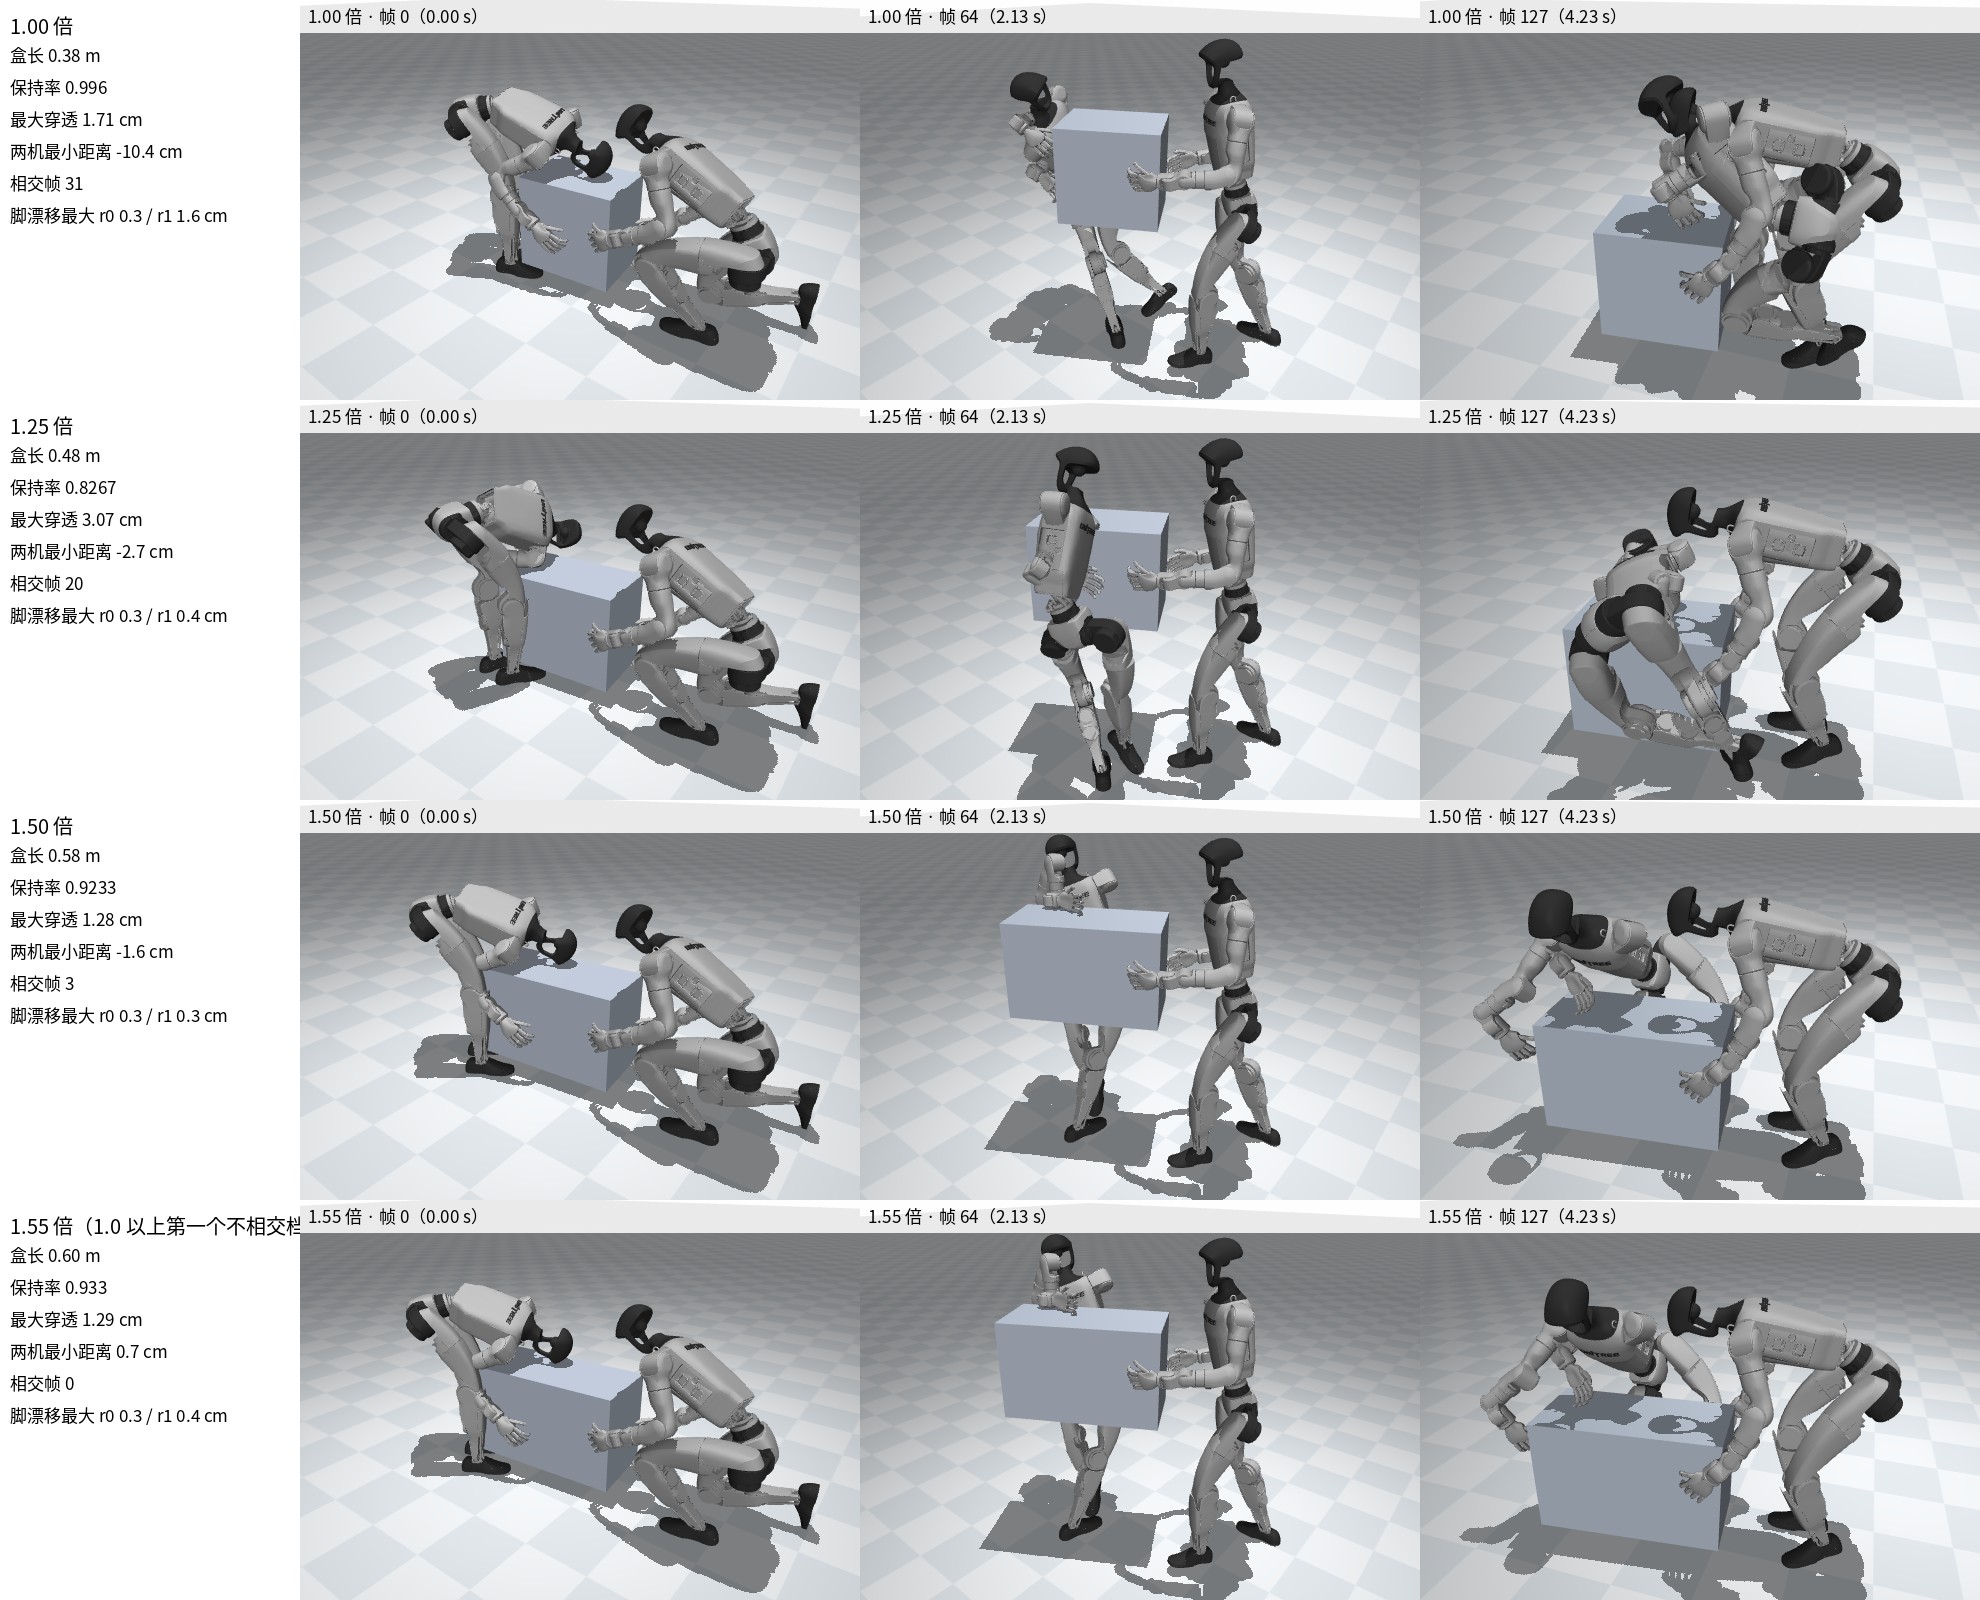 1.00 倍
盒长 0.38 m
保持率 0.996
最大穿透 1.71 cm
两机最小距离 -10.4 cm
相交帧 31
脚漂移最大 r0 0.3 / r1 1.6 cm
1.00 倍 · 帧 0（0.00 s）
1.00 倍 · 帧 64（2.13 s）
1.00 倍 · 帧 127（4.23 s）
1.25 倍
盒长 0.48 m
保持率 0.8267
最大穿透 3.07 cm
两机最小距离 -2.7 cm
相交帧 20
脚漂移最大 r0 0.3 / r1 0.4 cm
1.25 倍 · 帧 0（0.00 s）
1.25 倍 · 帧 64（2.13 s）
1.25 倍 · 帧 127（4.23 s）
1.50 倍
盒长 0.58 m
保持率 0.9233
最大穿透 1.28 cm
两机最小距离 -1.6 cm
相交帧 3
脚漂移最大 r0 0.3 / r1 0.3 cm
1.50 倍 · 帧 0（0.00 s）
1.50 倍 · 帧 64（2.13 s）
1.50 倍 · 帧 127（4.23 s）
1.55 倍（1.0 以上第一个不相交档
盒长 0.60 m
保持率 0.933
最大穿透 1.29 cm
两机最小距离 0.7 cm
相交帧 0
脚漂移最大 r0 0.3 / r1 0.4 cm
1.55 倍 · 帧 0（0.00 s）
1.55 倍 · 帧 64（2.13 s）
1.55 倍 · 帧 127（4.23 s）